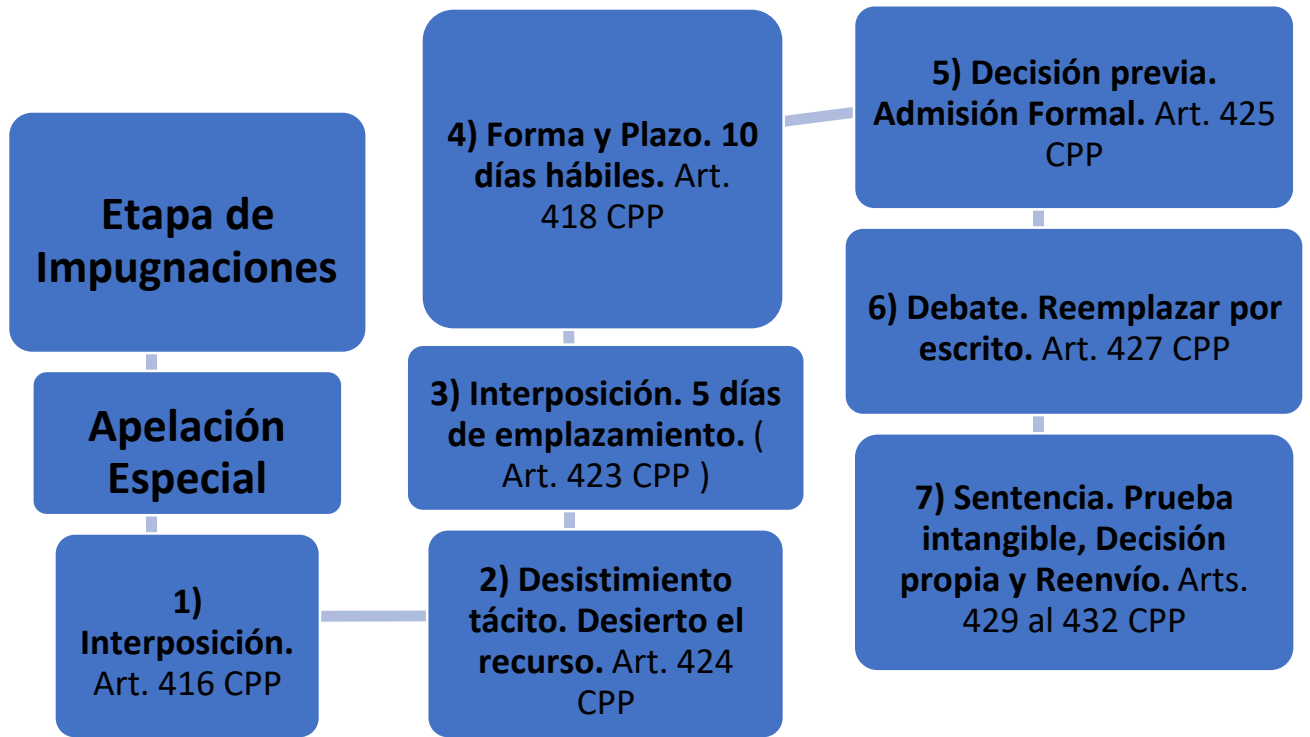 Etapa de
Impugnaciones
Apelación
Especial
1)
Interposición.
Art. 416 CPP
2) Desistimiento
tácito. Desierto el
recurso. Art. 424
CPP
3) Interposición. 5 días
de emplazamiento. (
Art. 423 CPP )
4) Forma y Plazo. 10
días hábiles. Art.
418 CPP
5) Decisión previa.
Admisión Formal. Art. 425
CPP
6) Debate. Reemplazar por
escrito. Art. 427 CPP
7) Sentencia. Prueba
intangible, Decisión
propia y Reenvío. Arts.
429 al 432 CPP